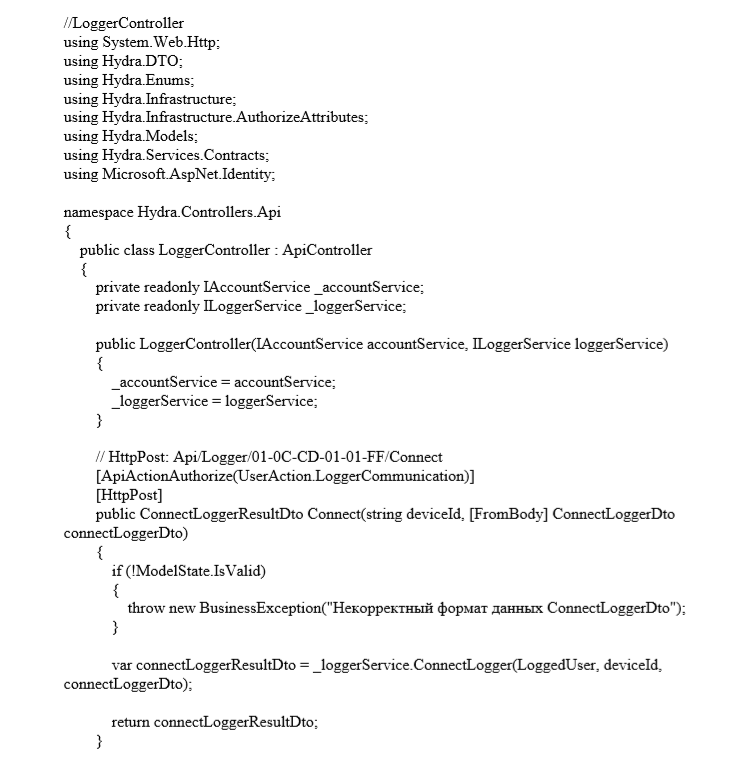 //LoggerController
using System.Web.Http;
using Hydra.DTO;
using Hydra.Enums;
using Hydra.Infrastructure;
using Hydra.Infrastructure.AuthorizeAttributes;
using Hydra.Models;
using Hydra.Services.Contracts;
using Microsoft.AspNet.Identity;

namespace Hydra.Controllers.Api
{
    public class LoggerController : ApiController
    {
        private readonly IAccountService _accountService;
        private readonly ILoggerService _loggerService;

        public LoggerController(IAccountService accountService, ILoggerService loggerService)
        {
            _accountService = accountService;
            _loggerService = loggerService;
        }

        // HttpPost: Api/Logger/01-0C-CD-01-01-FF/Connect
        [ApiActionAuthorize(UserAction.LoggerCommunication)]
        [HttpPost]
        public ConnectLoggerResultDto Connect(string deviceId, [FromBody] ConnectLoggerDto
connectLoggerDto)
        {
            if (!ModelState.IsValid)
            {
                throw new BusinessException("Некорректный формат данных ConnectLoggerDto");
            }

            var connectLoggerResultDto = _loggerService.ConnectLogger(LoggedUser, deviceId,
connectLoggerDto);

            return connectLoggerResultDto;
        }